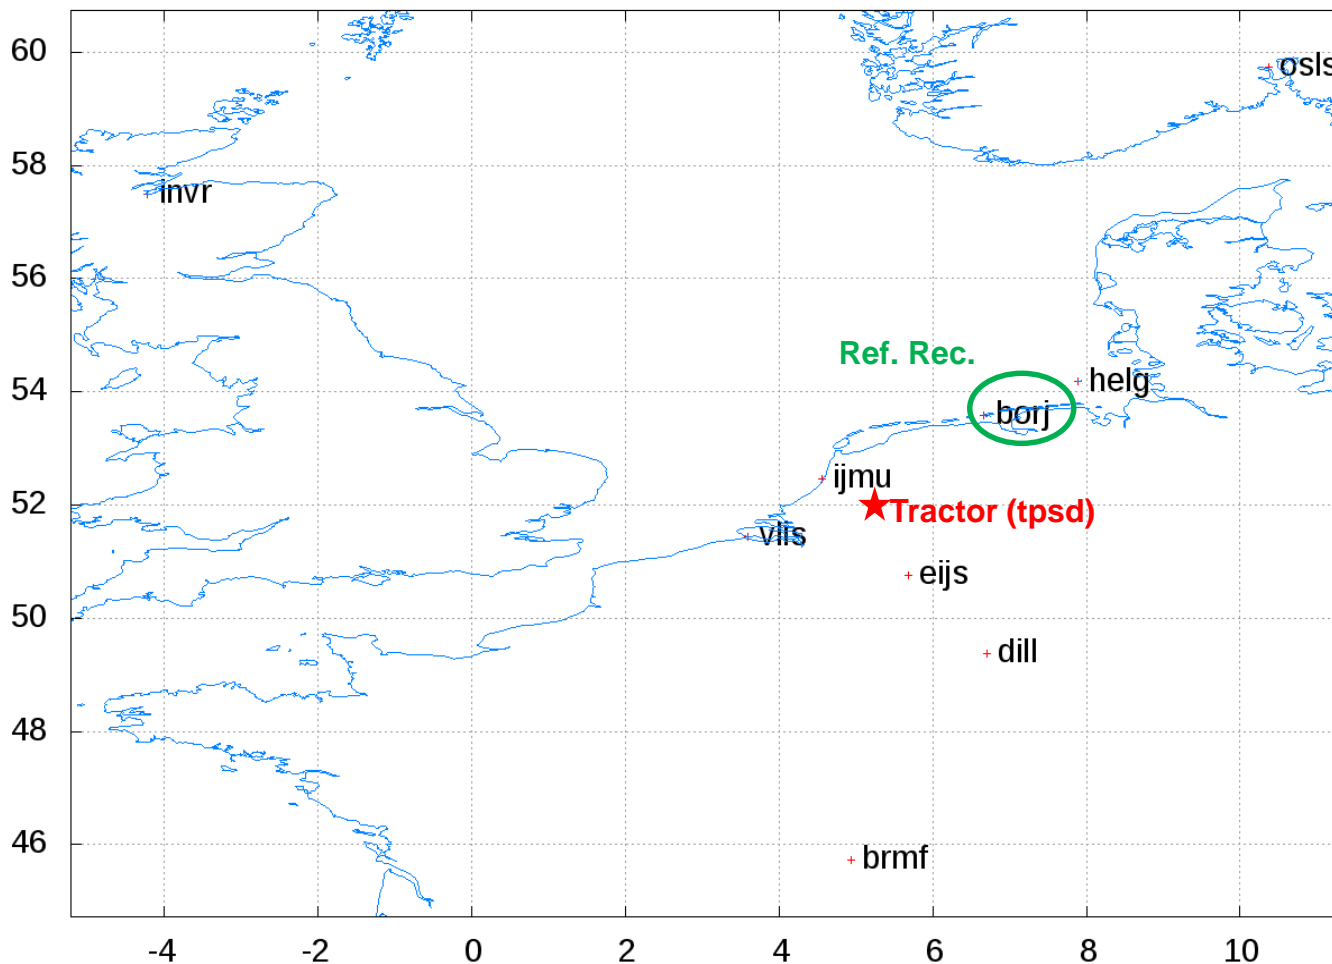 60
osls
58
invr
56
Ref. Rec.
helg
54
borj
ijmu
52
Tractor (tpsd)
vlis
eijs
50
dill
48
brmf
46
-4 -2 0 2 4 6 8 10